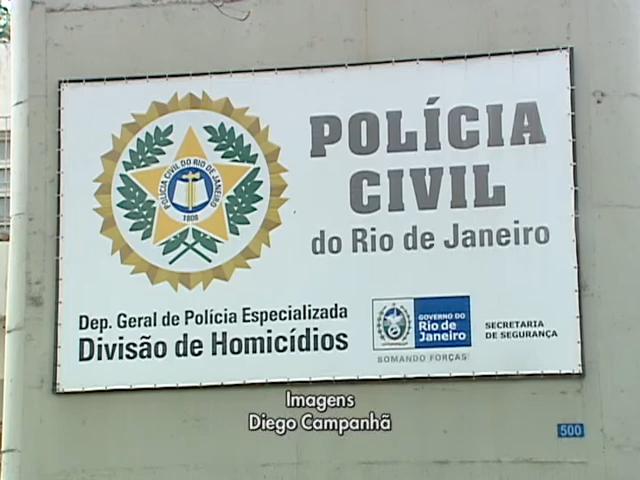 POLÍCIA
CIVIL
do Rio de Janeiro
POLÍCIA CIVIL DO RIO DE JANEIRO
1808
Dep. Geral de Polícia Especializada
Divisão de Homicídios
GOVERNO DO
Rio de
Janeiro
SOMANDO FORÇAS
SECRETARIA
DE SEGURANÇA
Imagens
Diego Campanhã
500